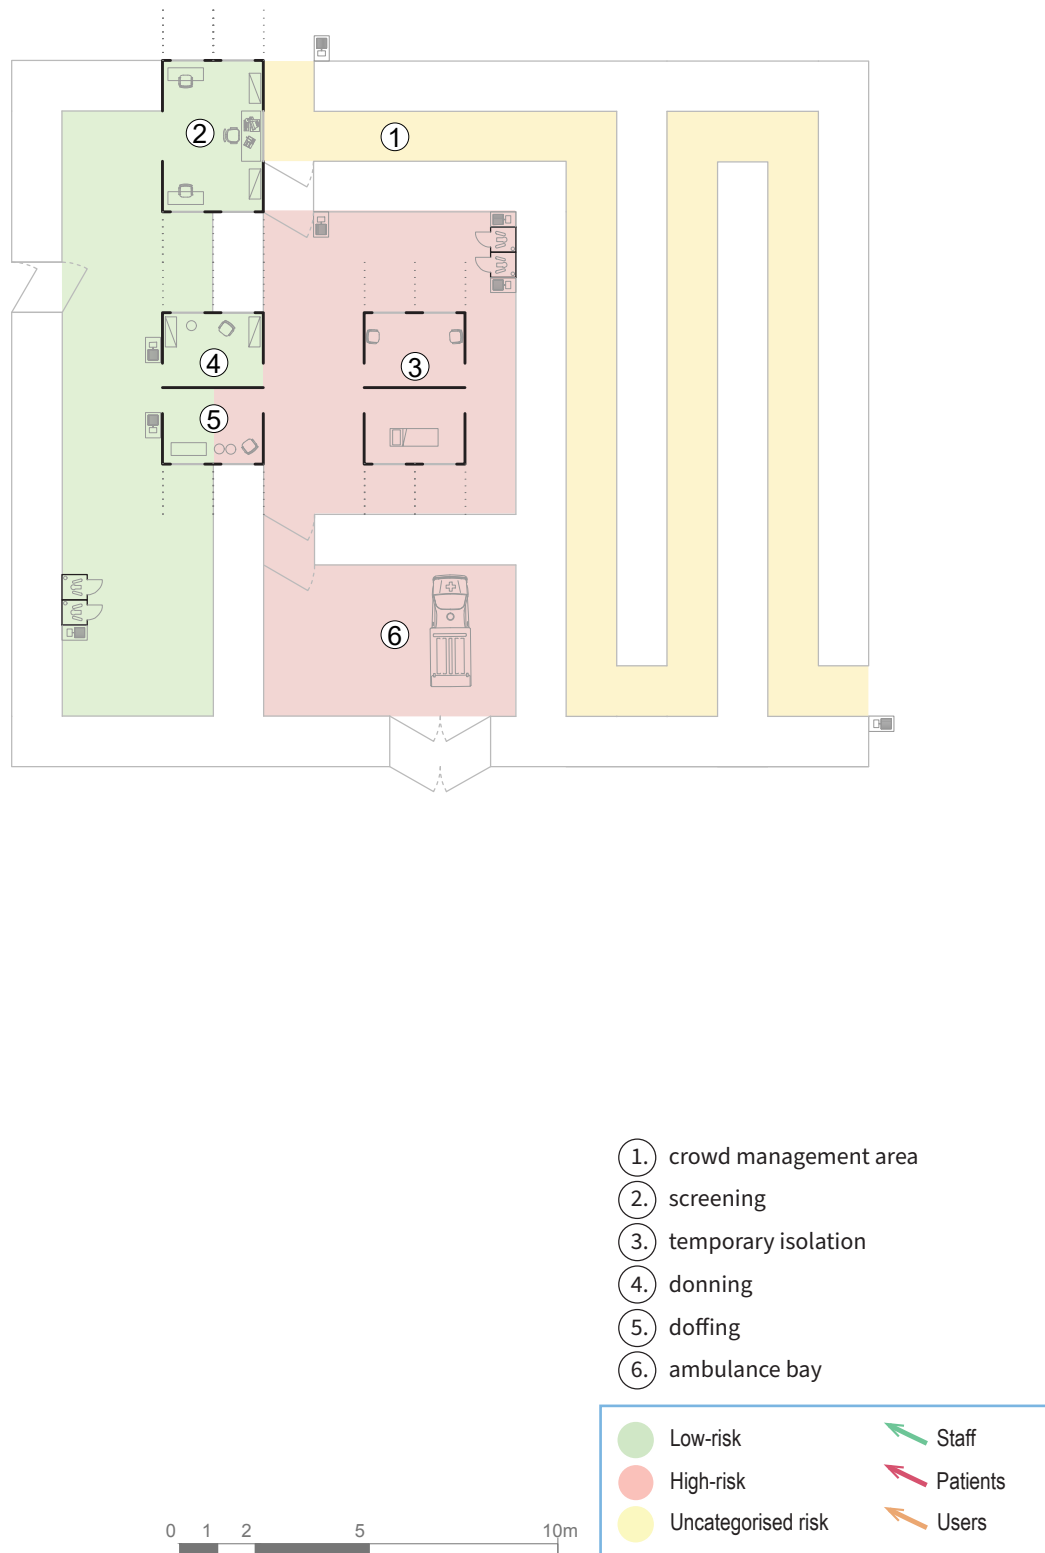 2
1
4
3
5
6
1. crowd management area
2. screening
3. temporary isolation
4. donning
5. doffing
6. ambulance bay
Low-risk Staff
High-risk Patients
Uncategorised risk Users
0 1 2 5 10m